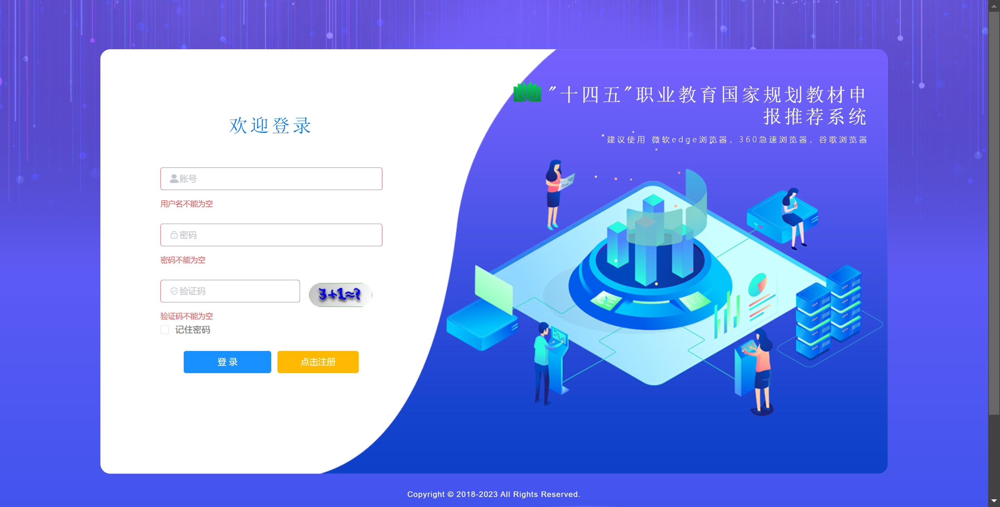 "十四五"职业教育国家规划教材申
报推荐系统
建议使用 微软edge浏览器，360急速浏览器，谷歌浏览器
欢迎登录
账号
用户名不能为空
密码
密码不能为空
验证码
3+1=?
验证码不能为空
记住密码
登 录
点击注册
Copyright © 2018-2023 All Rights Reserved.